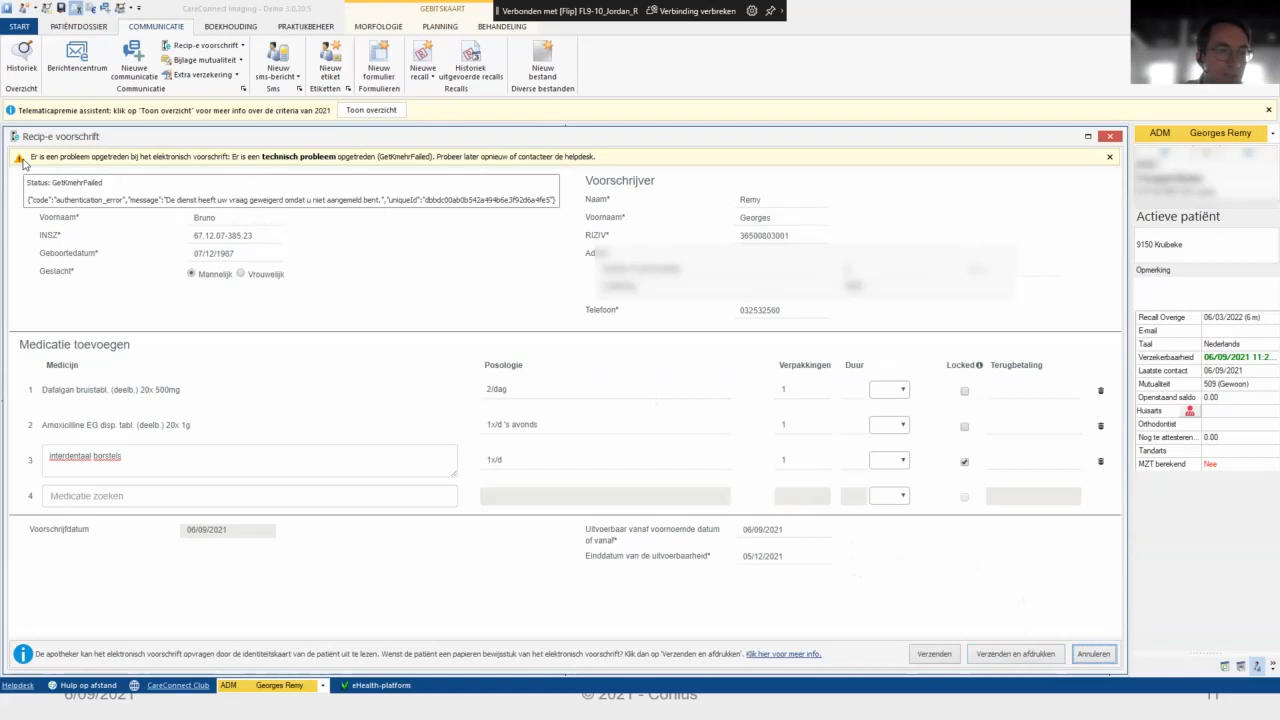 CareConnect Imaging - Demo 3.0.30.5
GEBITSKAART
Verbonden met [Flip] FL9-10_Jordan_R
Verbinding verbreken
START PATIËNTDOSSIER COMMUNICATIE BOEKHOUDING PRAKTIJKBEHEER MORFOLOGIE PLANNING BEHANDELING
Historiek
Overzicht
Berichtencentrum
Nieuwe communicatie
Recip-e voorschrift
Bijlage mutualiteit
Extra verzekering
Communicatie
Nieuw sms-bericht
Sms
Nieuw etiket
Etiketten
Nieuw formulier
Formulieren
Nieuwe recall
Historiek uitgevoerde recalls
Recalls
Nieuw bestand
Diverse bestanden
Telematicapremie assistent: klik op 'Toon overzicht' voor meer info over de criteria van 2021
Toon overzicht
Recip-e voorschrift
Er is een probleem opgetreden bij het elektronisch voorschrift: Er is een technisch probleem opgetreden (GetKmehrFailed). Probeer later opnieuw of contacteer de helpdesk.
Status: GetKmehrFailed
{"code":"authentication_error","message":"De dienst heeft uw vraag geweigerd omdat u niet aangemeld bent.","uniqueId":"dbbdc00ab0b542a494b6e3f92d6a4fe5"}
Voornaam* Bruno
INSZ* 67.12.07-385.23
Geboortedatum* 07/12/1967
Geslacht* Mannelijk Vrouwelijk
Voorschrijver
Naam* Remy
Voornaam* Georges
RIZIV* 36500803001
Telefoon* 032532560
Medicatie toevoegen
Medicijn Posologie Verpakkingen Duur Locked Terugbetaling
1 Dafalgan bruistabl. (deelb.) 20x 500mg 2/dag 1
2 Amoxicilline EG disp. tabl. (deelb.) 20x 1g 1x/d 's avonds 1
3 interdentaal borstels 1x/d 1
4 Medicatie zoeken
Voorschrijfdatum 06/09/2021
Uitvoerbaar vanaf voornoemde datum of vanaf* 06/09/2021
Einddatum van de uitvoerbaarheid* 05/12/2021
De apotheker kan het elektronisch voorschrift opvragen door de identiteitskaart van de patiënt uit te lezen. Wenst de patiënt een papieren bewijsstuk van het elektronisch voorschrift? Klik dan op 'Verzenden en afdrukken'. Klik hier voor meer info.
Verzenden
Verzenden en afdrukken
Annuleren
ADM Georges Remy
Actieve patiënt
9150 Kruibeke
Opmerking
Recall Overige 06/03/2022 (6 m)
E-mail
Taal Nederlands
Verzekerbaarheid 06/09/2021 11:2...
Laatste contact 06/09/2021
Mutualiteit 509 (Gewoon)
Openstaand saldo 0.00
Huisarts
Orthodontist
Nog te attesteren... 0.00
Tandarts
MZT berekend Nee
Helpdesk Hulp op afstand CareConnect Club ADM Georges Remy eHealth-platform
6/09/2021
© 2021 - Corilus
11